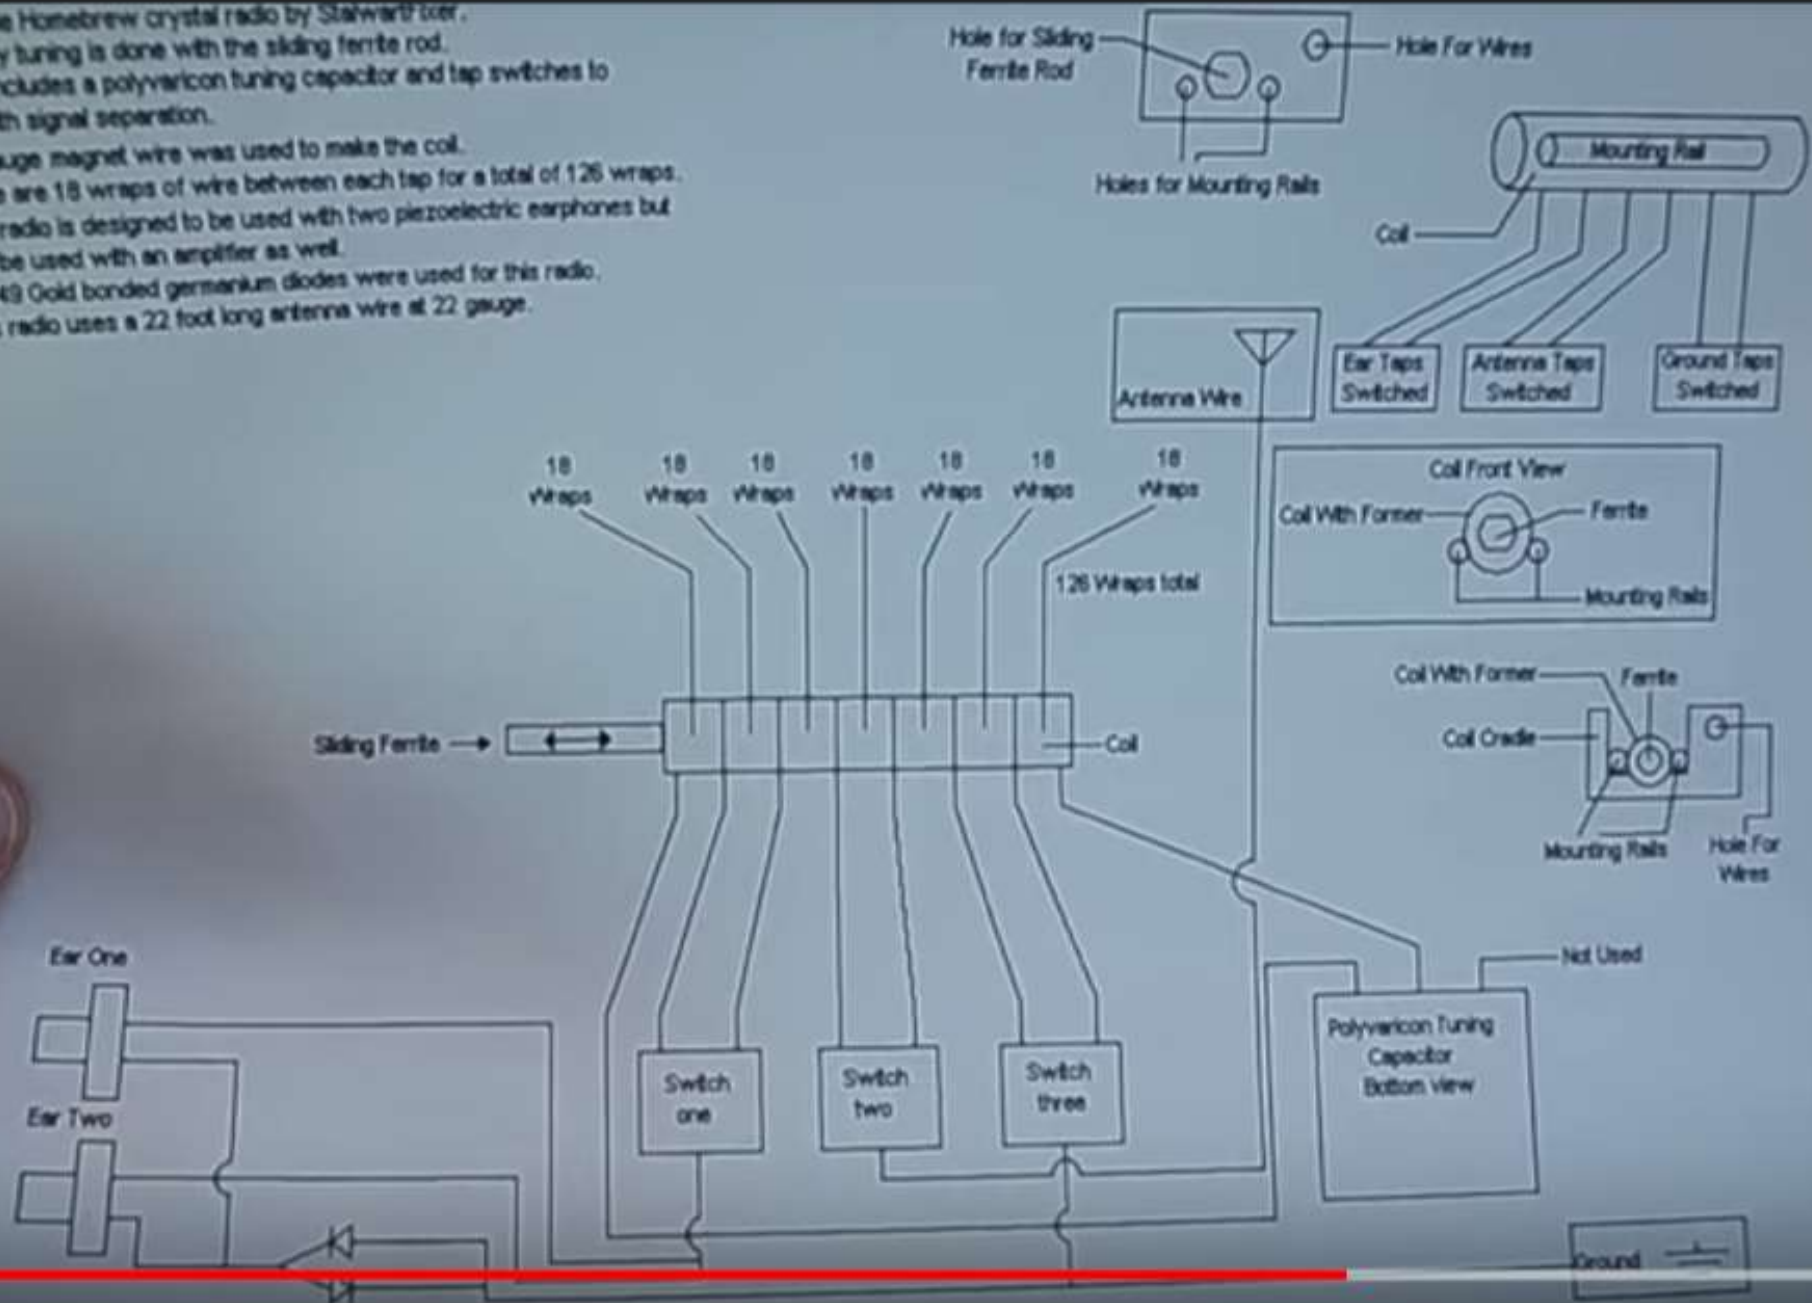 e Homebrew crystal radio by StalwartFixer.
y tuning is done with the sliding ferrite rod.
ncludes a polyvaricon tuning capacitor and tap switches to
th signal separation.
uge magnet wire was used to make the coil.
e are 18 wraps of wire between each tap for a total of 126 wraps.
radio is designed to be used with two piezoelectric earphones but
be used with an amplifier as well.
49 Gold bonded germanium diodes were used for this radio.
radio uses a 22 foot long antenna wire at 22 gauge.
Hole for Sliding
Ferrite Rod
Hole For Wires
Holes for Mounting Rails
Mounting Rail
Coil
Ear Taps
Switched
Antenna Taps
Switched
Ground Taps
Switched
Antenna Wire
18
Wraps
18
Wraps
18
Wraps
18
Wraps
18
Wraps
18
Wraps
18
Wraps
126 Wraps total
Coil Front View
Coil With Former
Ferrite
Mounting Rails
Sliding Ferrite
Coil
Coil With Former
Ferrite
Coil Cradle
Mounting Rails
Hole For
Wires
Ear One
Ear Two
Switch
one
Switch
two
Switch
three
Not Used
Polyvaricon Tuning
Capacitor
Bottom view
Ground